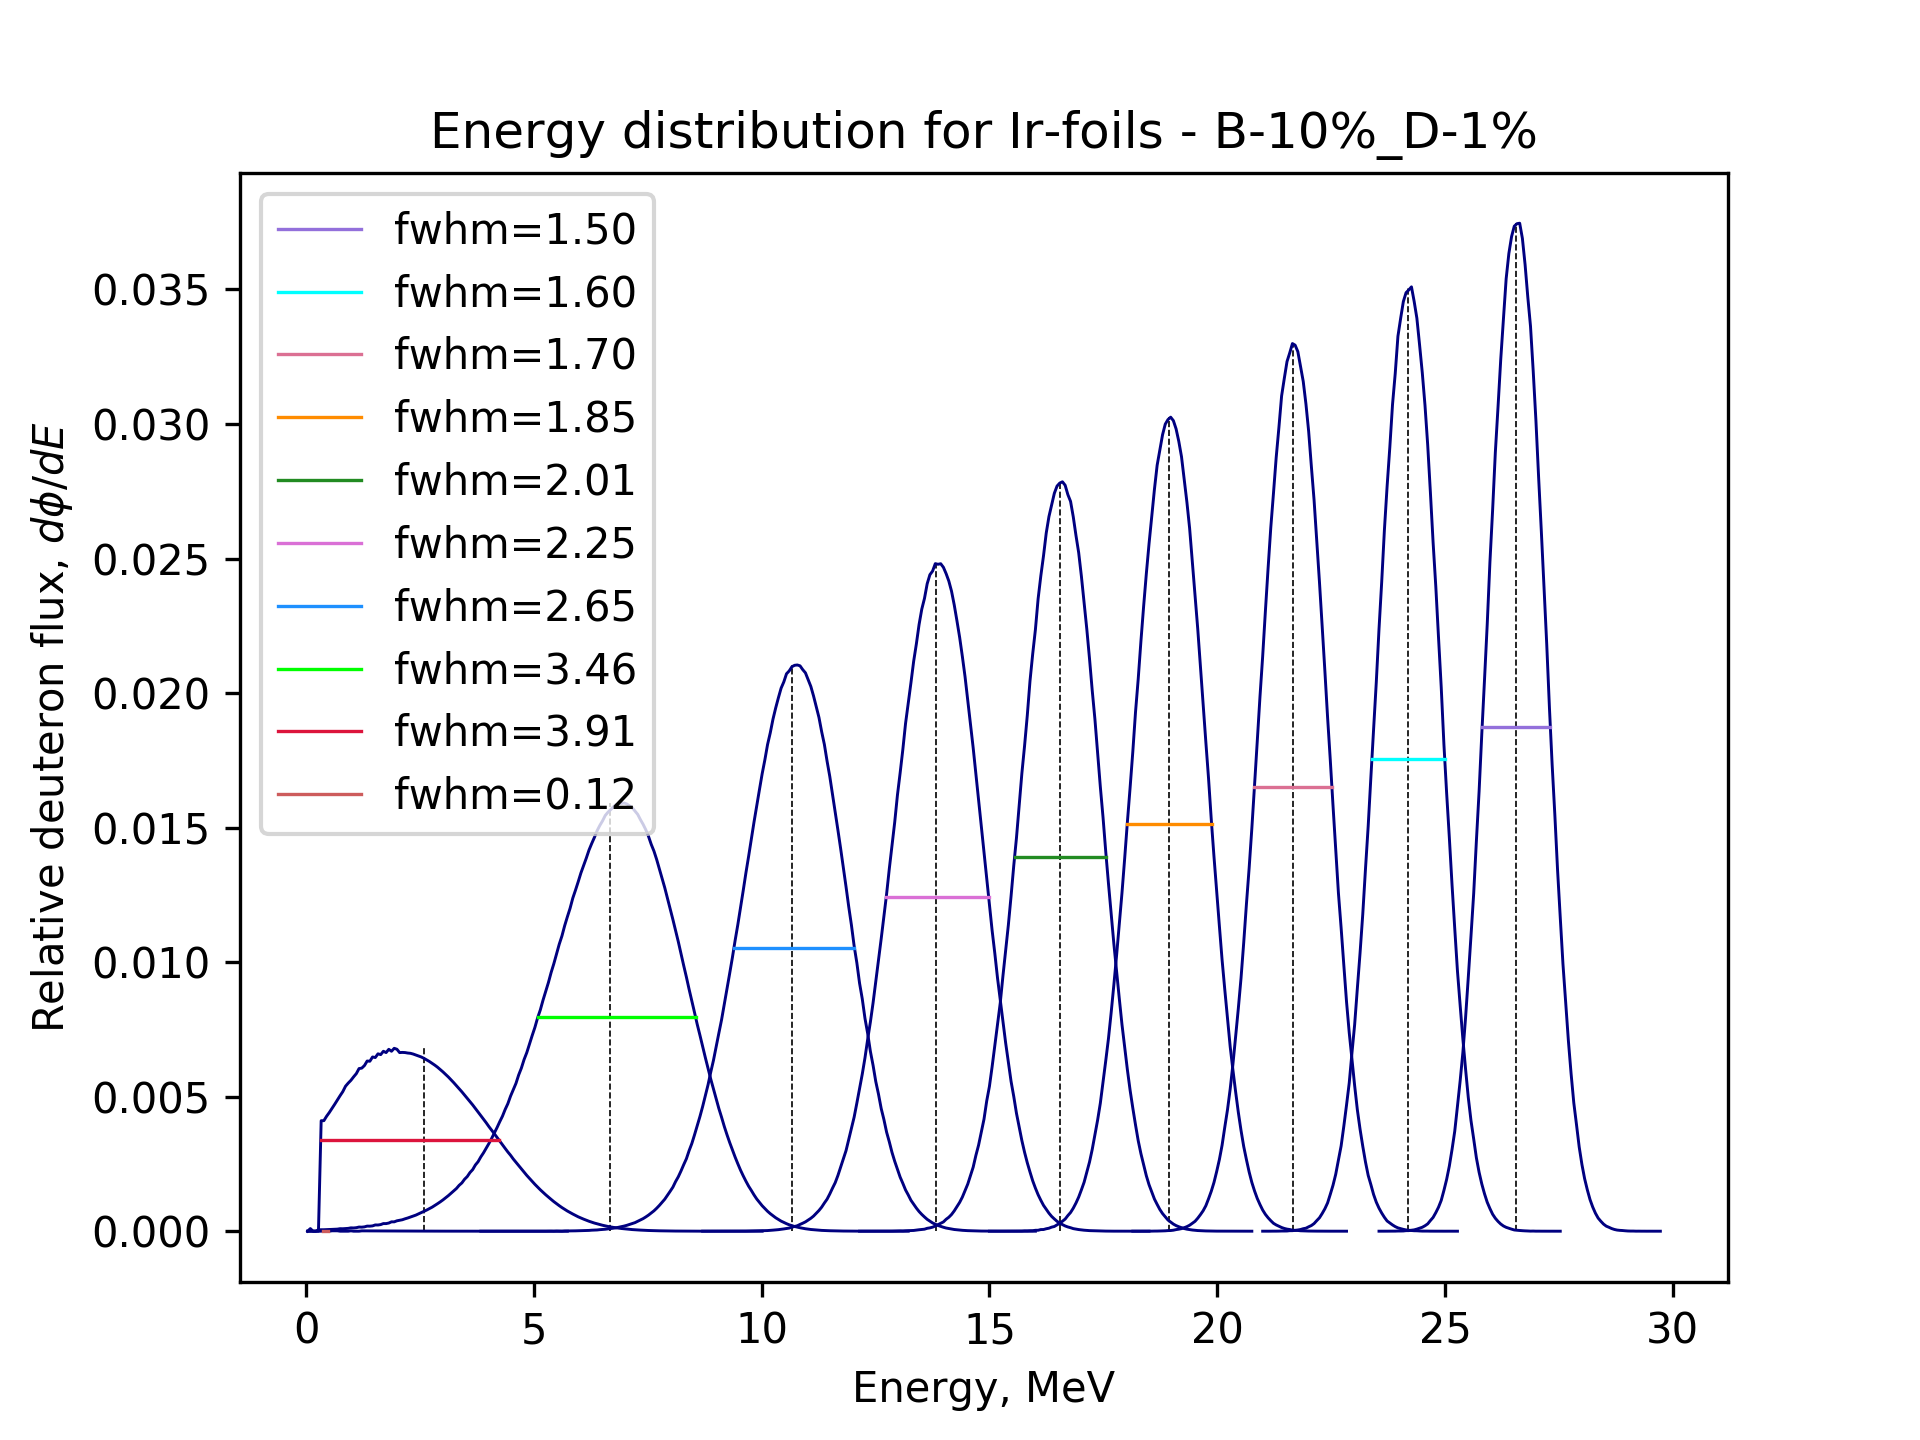 Energy distribution for Ir-foils - B-10%_D-1%
fwhm=1.50
fwhm=1.60
fwhm=1.70
fwhm=1.85
fwhm=2.01
fwhm=2.25
fwhm=2.65
fwhm=3.46
fwhm=3.91
fwhm=0.12
Relative deuteron flux, dϕ/dE
0.035
0.030
0.025
0.020
0.015
0.010
0.005
0.000
0 5 10 15 20 25 30
Energy, MeV